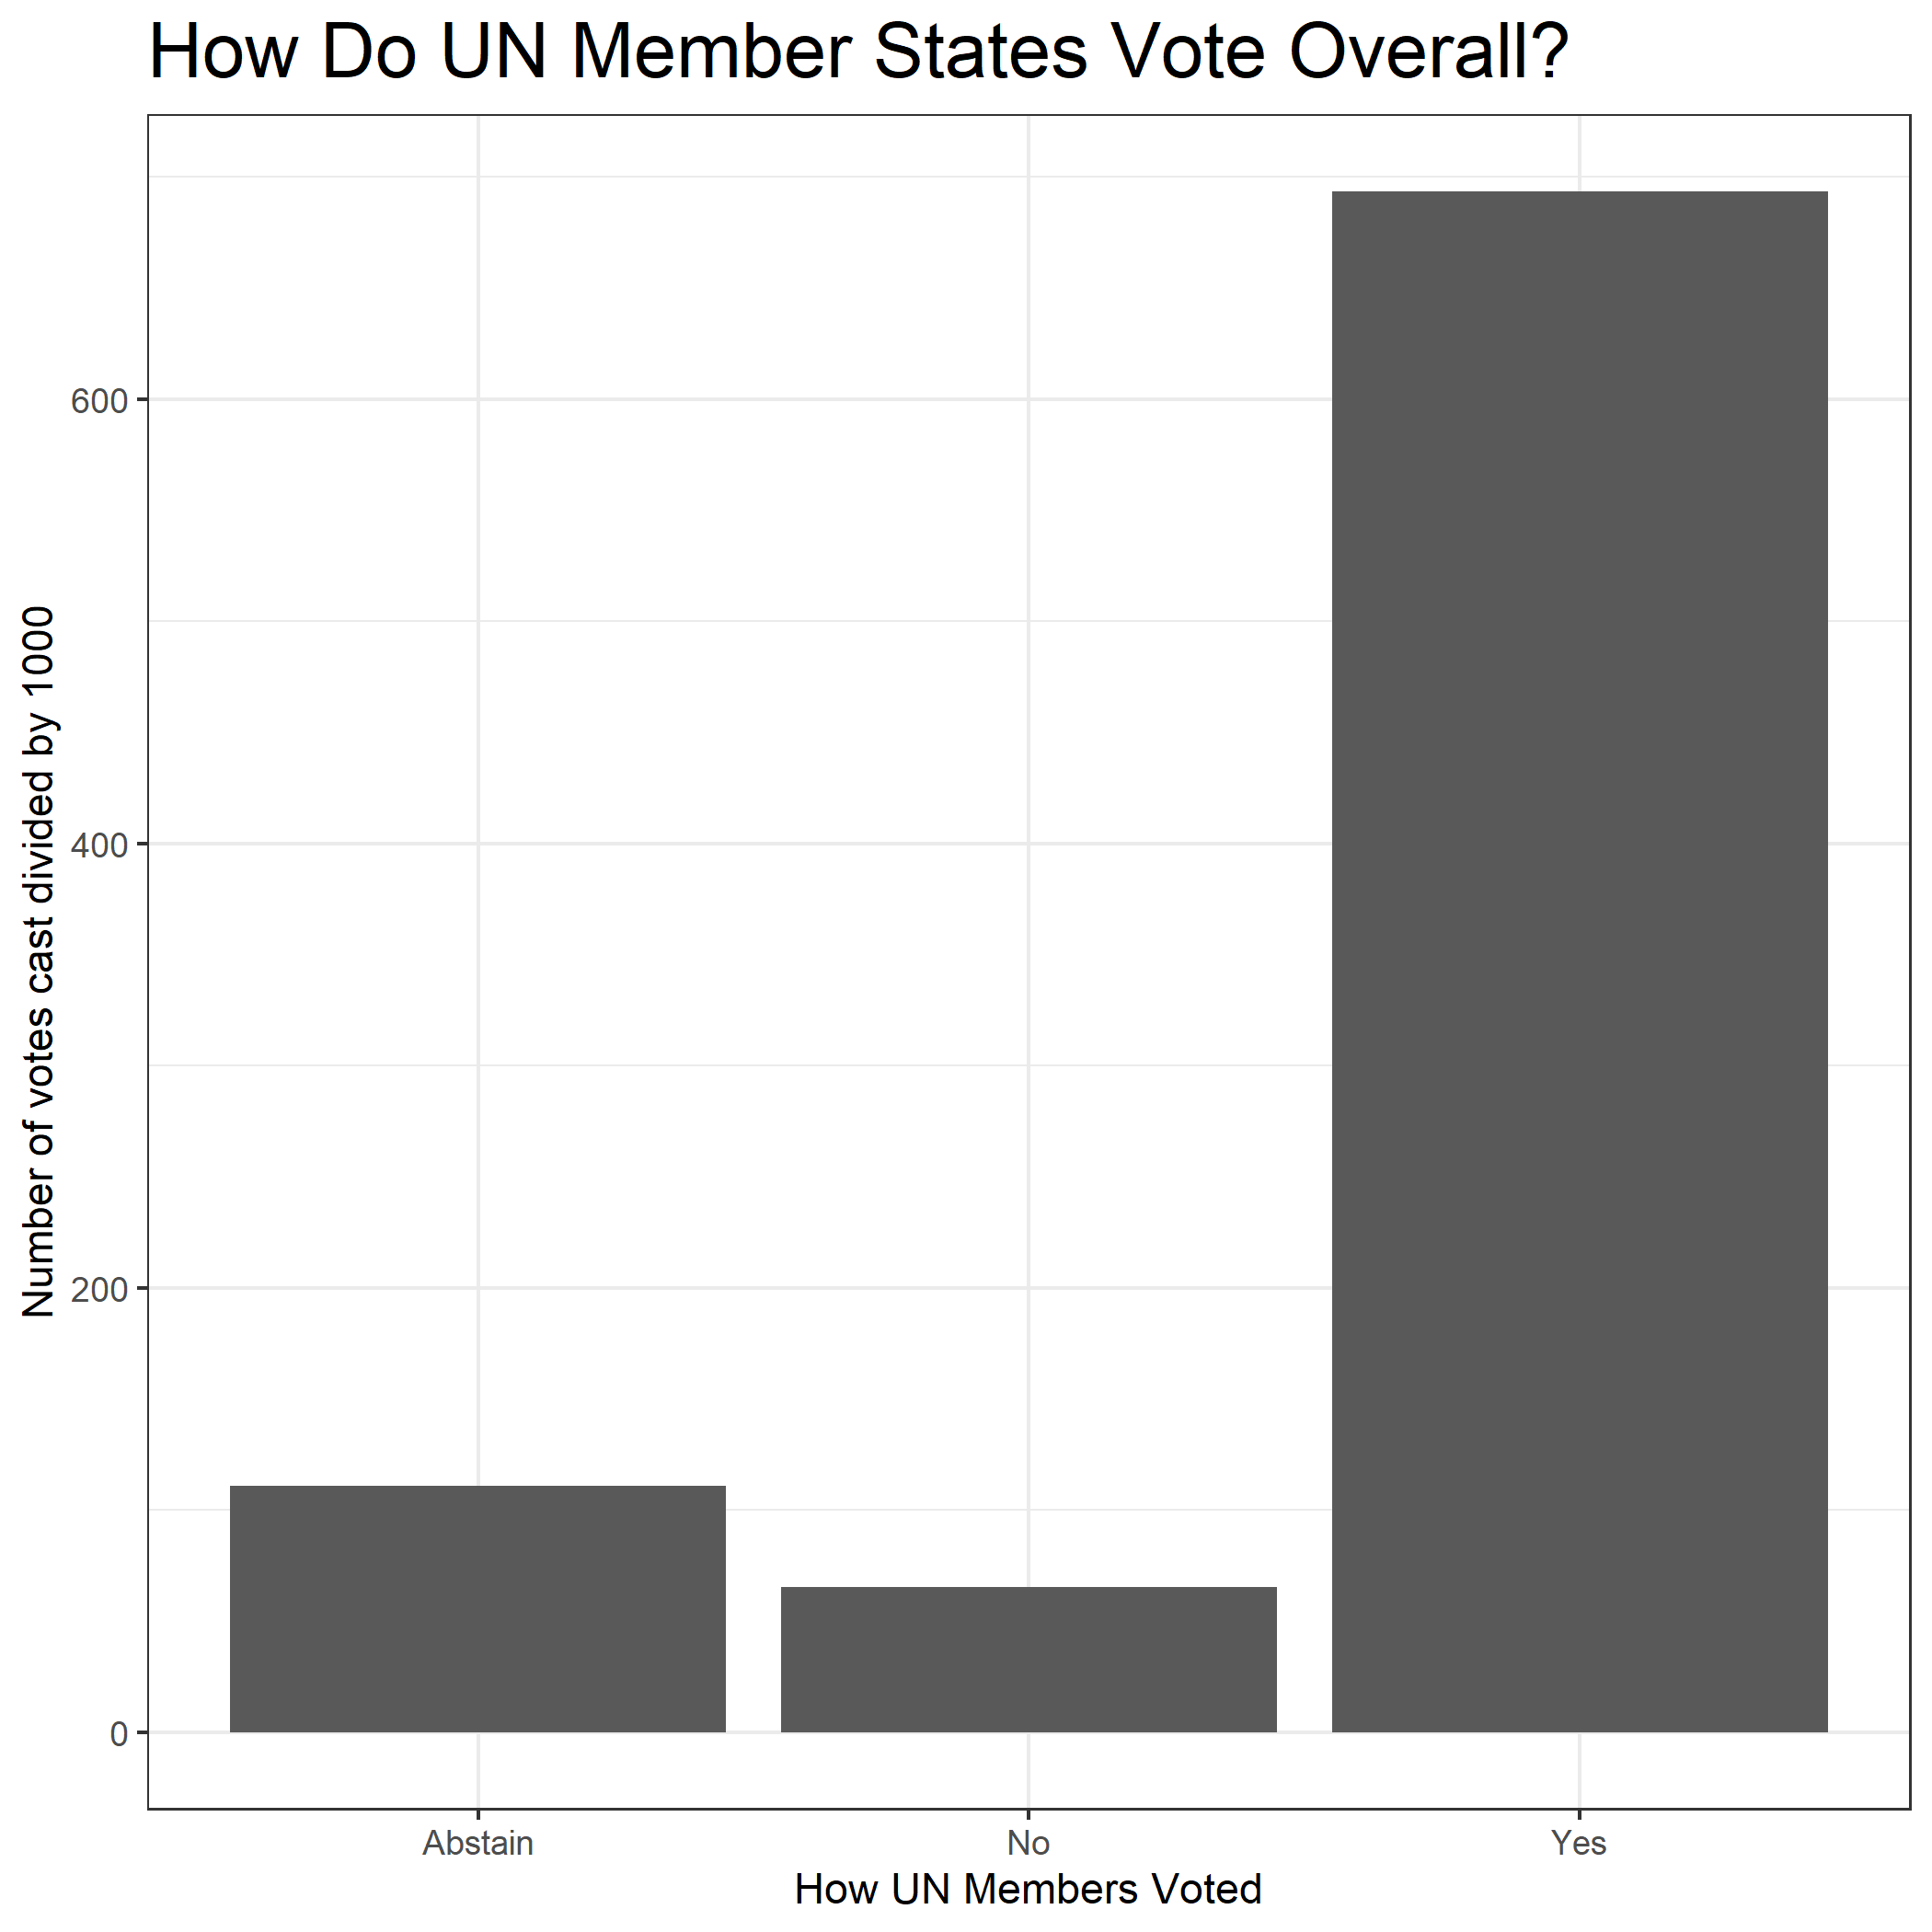 How Do UN Member States Vote Overall?
Number of votes cast divided by 1000
600
400
200
0
Abstain
No
Yes
How UN Members Voted